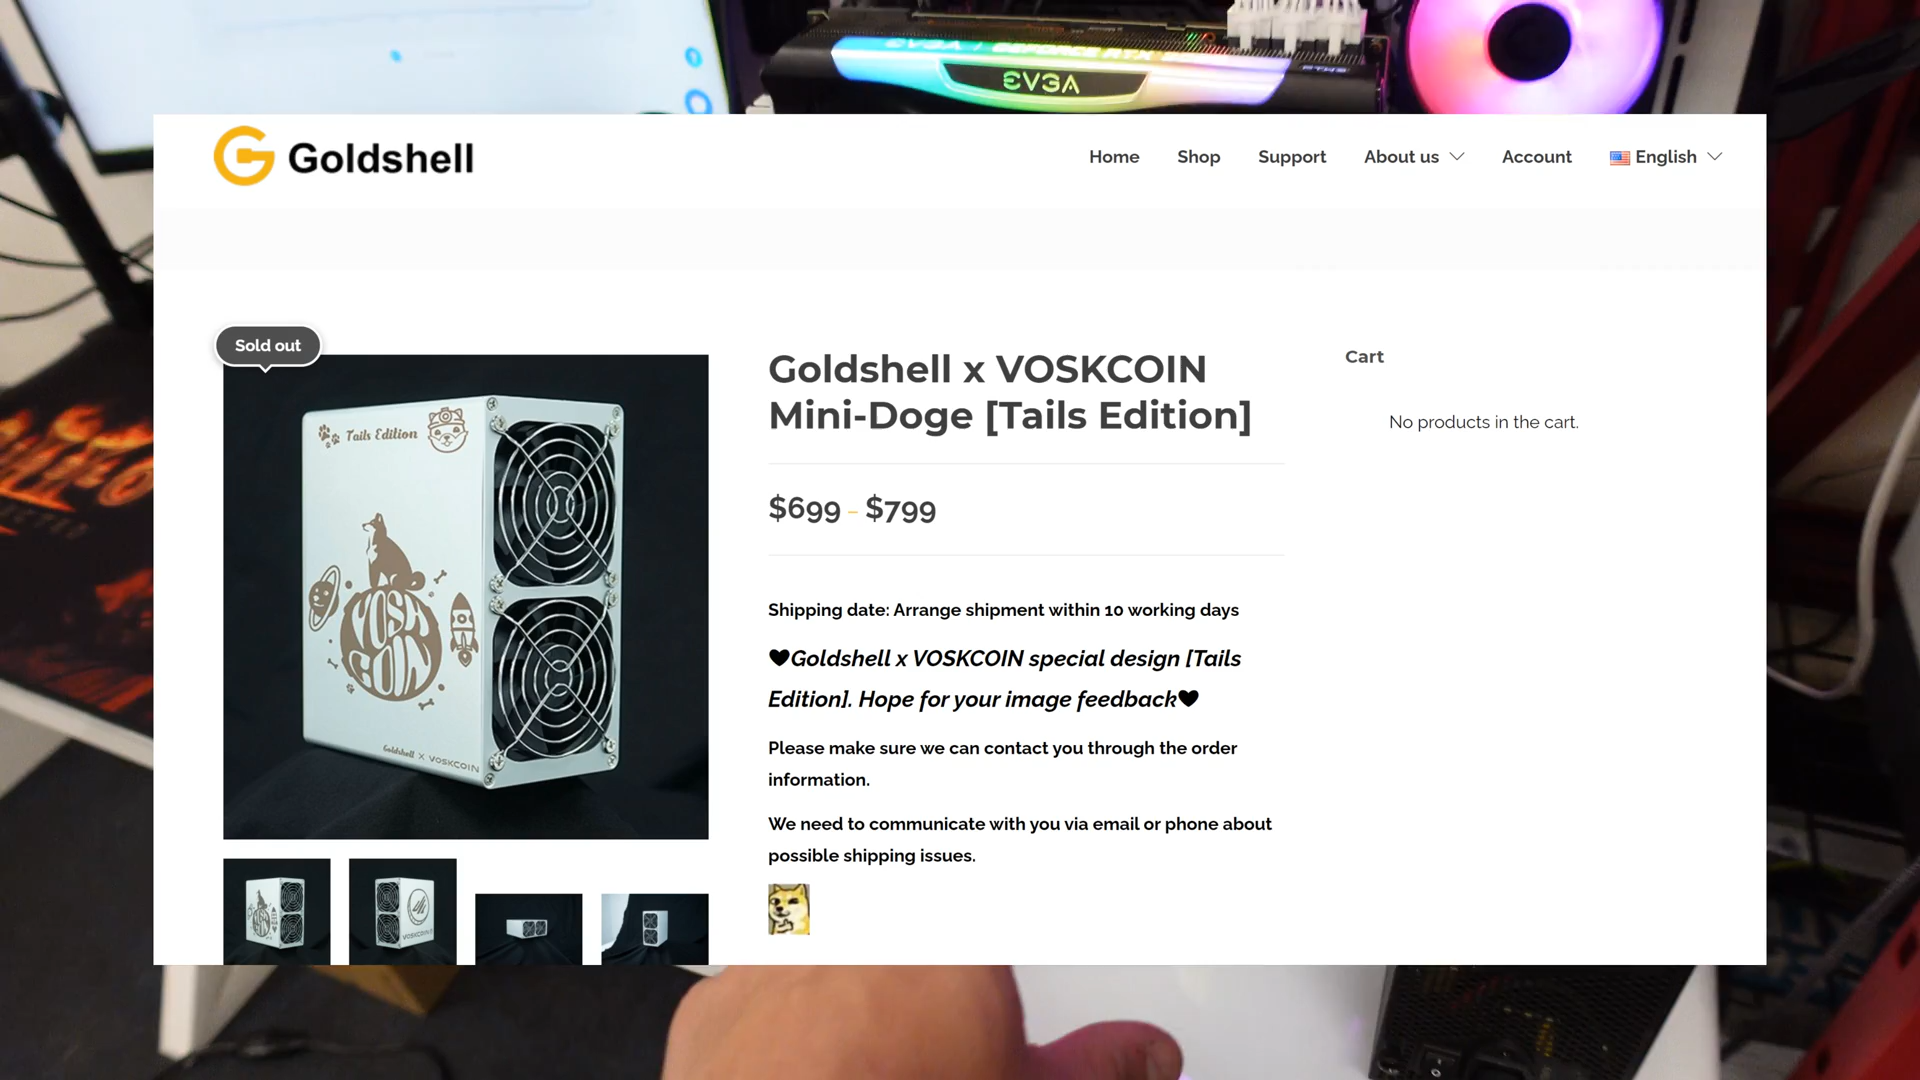 EVGA
Goldshell
Home
Shop
Support
About us
Account
English
Sold out
Tails Edition
VOSK
COIN
Goldshell X VOSKCOIN
VOSKCOIN
Goldshell x VOSKCOIN
Mini-Doge [Tails Edition]
$699 – $799
Shipping date: Arrange shipment within 10 working days
♥Goldshell x VOSKCOIN special design [Tails
Edition]. Hope for your image feedback♥
Please make sure we can contact you through the order
information.
We need to communicate with you via email or phone about
possible shipping issues.
Cart
No products in the cart.